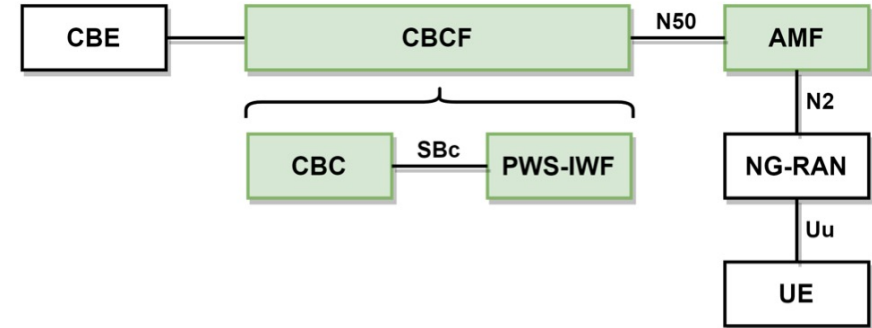 CBE
CBCF
N50
AMF
N2
CBC
SBc
PWS-IWF
NG-RAN
Uu
UE